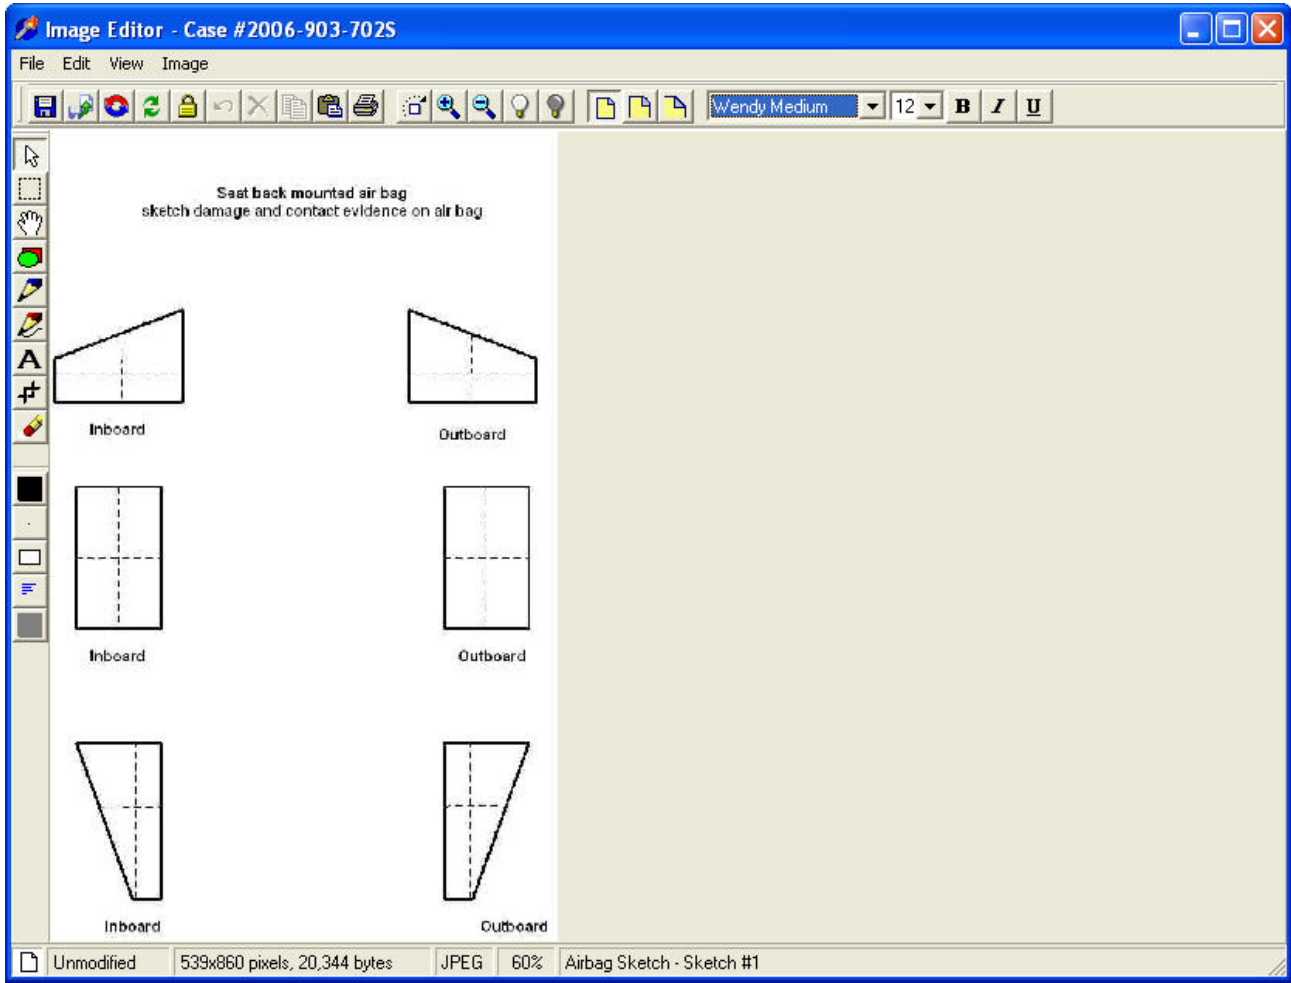 Image Editor - Case #2006-903-702S
File Edit View Image
Wendy Medium 12 B I U
A
Seat back mounted air bag
sketch damage and contact evidence on air bag
Inboard
Outboard
Inboard
Outboard
Inboard
Outboard
Unmodified 539x860 pixels, 20,344 bytes JPEG 60% Airbag Sketch - Sketch #1